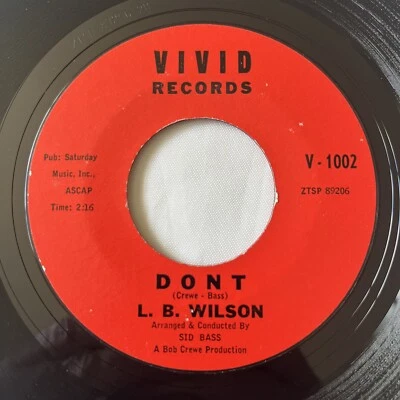 VIVID
RECORDS
Pub: Saturday
Music, Inc.,
ASCAP
Time: 2:16
V - 1002
ZTSP 89206
DONT
(Crewe - Bass)
L. B. WILSON
Arranged & Conducted By
SID BASS
A Bob Crewe Production